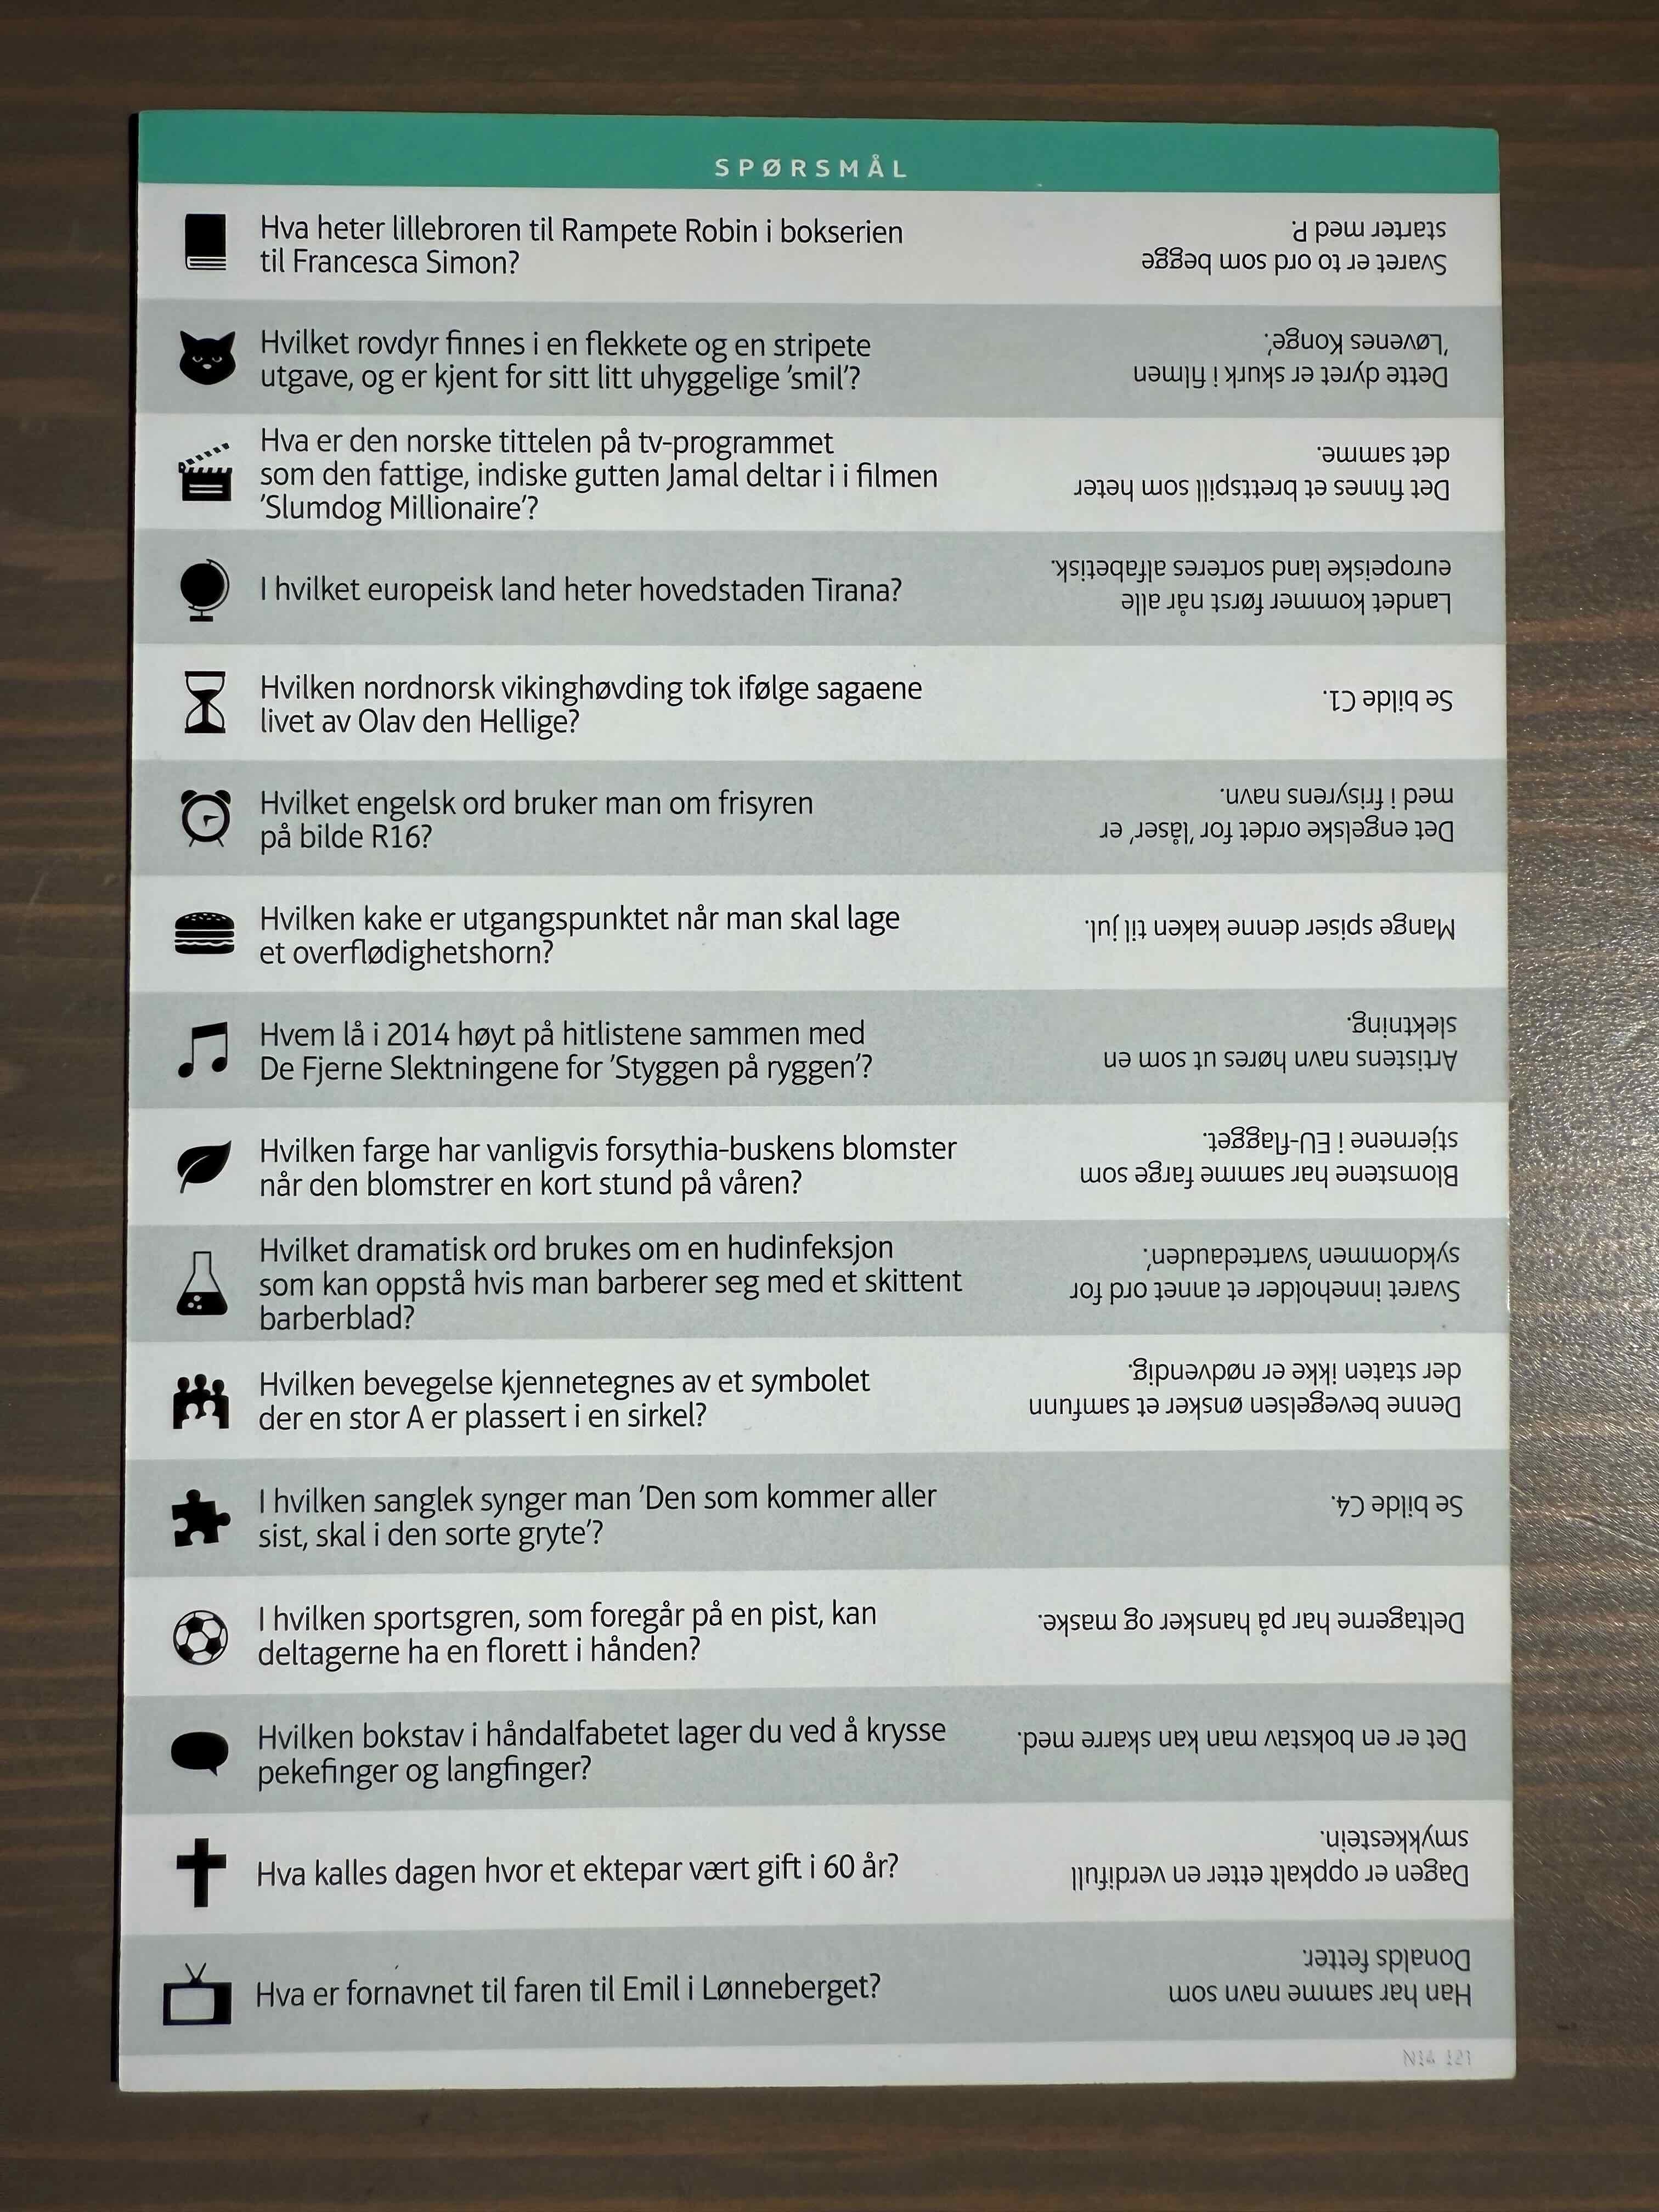 SPØRSMÅL
Hva heter lillebroren til Rampete Robin i bokserien
til Francesca Simon?
Svaret er to ord som begge
starter med P.
Hvilket rovdyr finnes i en flekkete og en stripete
utgave, og er kjent for sitt litt uhyggelige 'smil'?
Dette dyret er skurk i filmen
'Løvenes Konge'.
Hva er den norske tittelen på tv-programmet
som den fattige, indiske gutten Jamal deltar i i filmen
'Slumdog Millionaire'?
Det finnes et brettspill som heter
det samme.
I hvilket europeisk land heter hovedstaden Tirana?
Landet kommer først når alle
europeiske land sorteres alfabetisk.
Hvilken nordnorsk vikinghøvding tok ifølge sagaene
livet av Olav den Hellige?
Se bilde C1.
Hvilket engelsk ord bruker man om frisyren
på bilde R16?
Det engelske ordet for 'låser' er
med i frisyrens navn.
Hvilken kake er utgangspunktet når man skal lage
et overflødighetshorn?
Mange spiser denne kaken til jul.
Hvem lå i 2014 høyt på hitlistene sammen med
De Fjerne Slektningene for 'Styggen på ryggen'?
Artistens navn høres ut som en
slektning.
Hvilken farge har vanligvis forsythia-buskens blomster
når den blomstrer en kort stund på våren?
Blomstene har samme farge som
stjernene i EU-flagget.
Hvilket dramatisk ord brukes om en hudinfeksjon
som kan oppstå hvis man barberer seg med et skittent
barberblad?
Svaret inneholder et annet ord for
sykdommen 'svartedauden'.
Hvilken bevegelse kjennetegnes av et symbolet
der en stor A er plassert i en sirkel?
Denne bevegelsen ønsker et samfunn
der staten ikke er nødvendig.
I hvilken sanglek synger man 'Den som kommer aller
sist, skal i den sorte gryte'?
Se bilde C4.
I hvilken sportsgren, som foregår på en pist, kan
deltagerne ha en florett i hånden?
Deltagerne har på hansker og maske.
Hvilken bokstav i håndalfabetet lager du ved å krysse
pekefinger og langfinger?
Det er en bokstav man kan skarre med.
Hva kalles dagen hvor et ektepar vært gift i 60 år?
Dagen er oppkalt etter en verdifull
smykkestein.
Hva er fornavnet til faren til Emil i Lønneberget?
Han har samme navn som
Donalds fetter.
N14 121